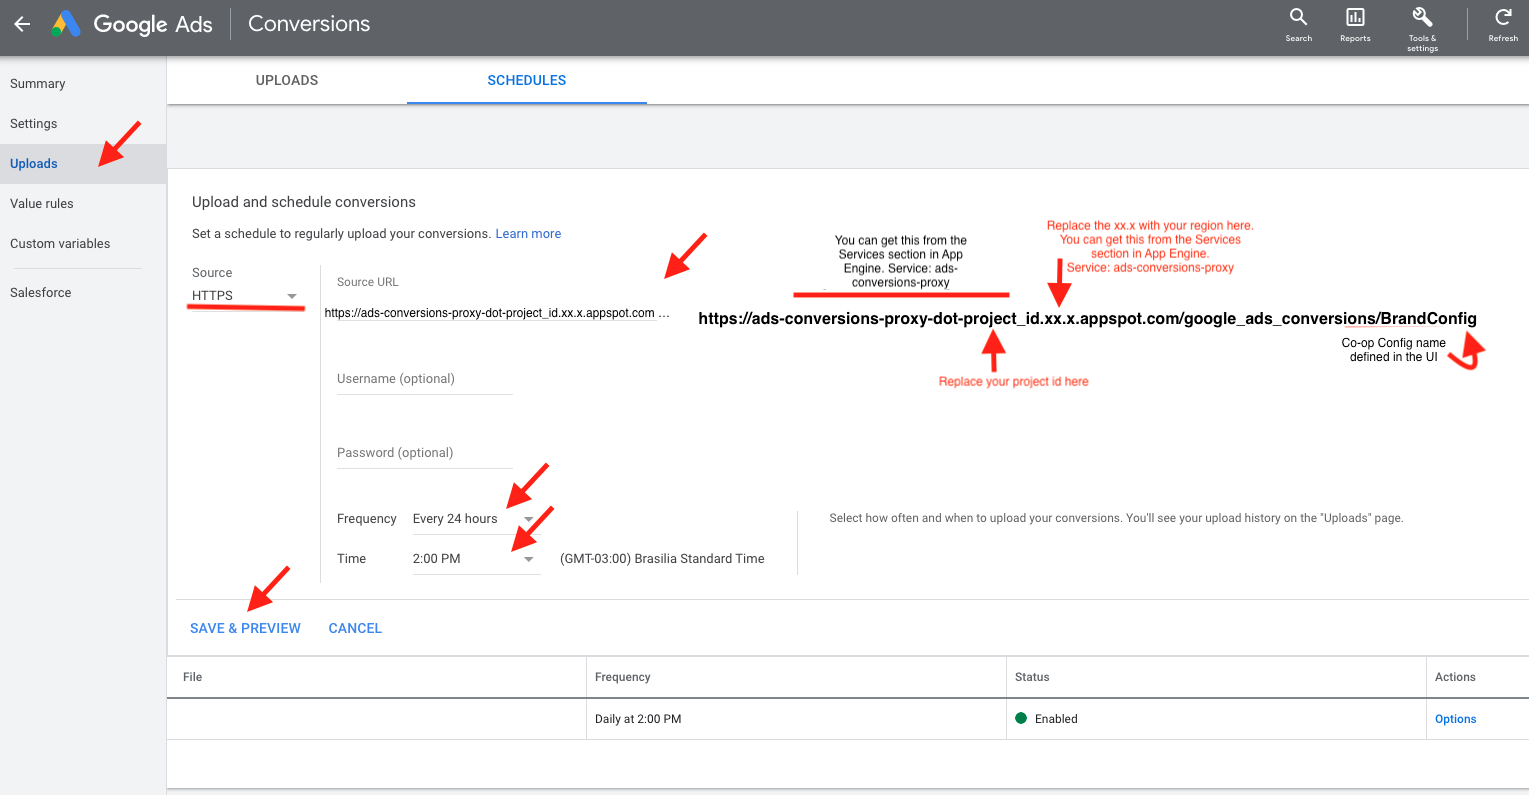 Google Ads
Conversions
Search
Reports
Tools &
settings
Refresh
Summary
Settings
Uploads
Value rules
Custom variables
Salesforce
UPLOADS
SCHEDULES
Upload and schedule conversions
Set a schedule to regularly upload your conversions. Learn more
Source
HTTPS
Source URL
https://ads-conversions-proxy-dot-project_id.xx.x.appspot.com ...
You can get this from the
Services section in App
Engine. Service: ads-
conversions-proxy
Replace the xx.x with your region here.
You can get this from the Services
section in App Engine.
Service: ads-conversions-proxy
https://ads-conversions-proxy-dot-project_id.xx.x.appspot.com/google_ads_conversions/BrandConfig
Co-op Config name
defined in the UI
Replace your project id here
Username (optional)
Password (optional)
Frequency
Every 24 hours
Select how often and when to upload your conversions. You'll see your upload history on the "Uploads" page.
Time
2:00 PM
(GMT-03:00) Brasilia Standard Time
SAVE & PREVIEW
CANCEL
File
Frequency
Status
Actions
Daily at 2:00 PM
Enabled
Options